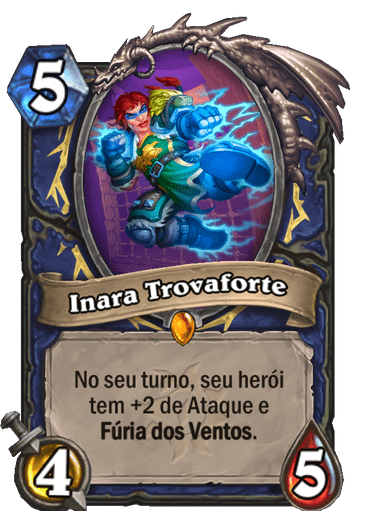 5
Inara Trovaforte
No seu turno, seu herói
tem +2 de Ataque e
Fúria dos Ventos.
4
5